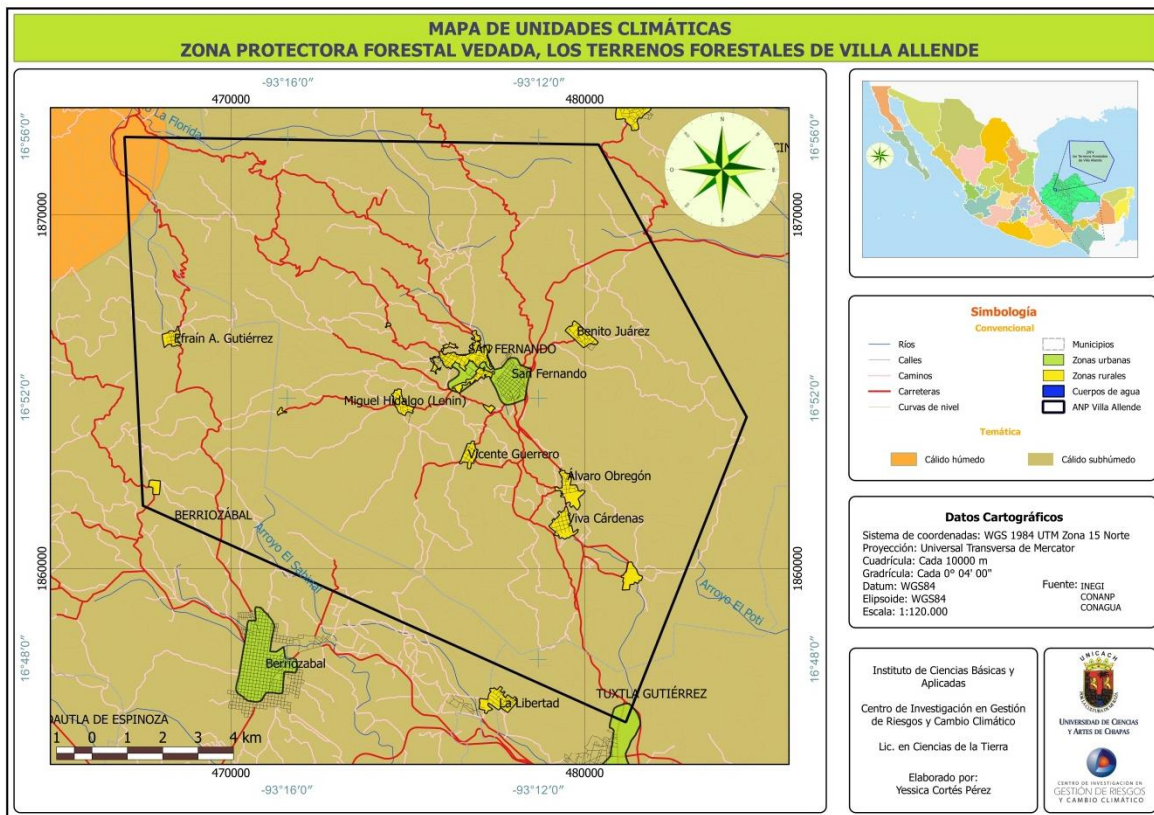 MAPA DE UNIDADES CLIMÁTICAS
ZONA PROTECTORA FORESTAL VEDADA, LOS TERRENOS FORESTALES DE VILLA ALLENDE
-93°16'0" -93°12'0"
470000 480000
16°56'0" 16°56'0"
1870000 1870000
La Florida
Efraín A. Gutiérrez
Benito Juárez
SAN FERNANDO
San Fernando
Miguel Hidalgo (Lenin)
16°52'0" 16°52'0"
Vicente Guerrero
Álvaro Obregón
Viva Cárdenas
BERRIOZÁBAL
Arroyo El Sabinal
1860000 1860000
Arroyo El Poti
16°48'0" 16°48'0"
Berriozabal
TUXTLA GUTIÉRREZ
La Libertad
OAUTLA DE ESPINOZA
1 0 1 2 3 4 km
470000 480000
-93°16'0" -93°12'0"
Simbología
Convencional
Ríos
Calles
Caminos
Carreteras
Curvas de nivel
Municipios
Zonas urbanas
Zonas rurales
Cuerpos de agua
ANP Villa Allende
Temática
Cálido húmedo
Cálido subhúmedo
Datos Cartográficos
Sistema de coordenadas: WGS 1984 UTM Zona 15 Norte
Proyección: Universal Transversa de Mercator
Cuadrícula: Cada 10000 m
Gradrícula: Cada 0° 04' 00"
Datum: WGS84
Elipsoide: WGS84
Escala: 1:120.000
Fuente: INEGI
CONANP
CONAGUA
Instituto de Ciencias Básicas y
Aplicadas
Centro de Investigación en Gestión
de Riesgos y Cambio Climático
Lic. en Ciencias de la Tierra
Elaborado por:
Yessica Cortés Pérez
UNICACH
UNIVERSIDAD DE CIENCIAS
Y ARTES DE CHIAPAS
CENTRO DE INVESTIGACIÓN EN
GESTIÓN DE RIESGOS
Y CAMBIO CLIMÁTICO